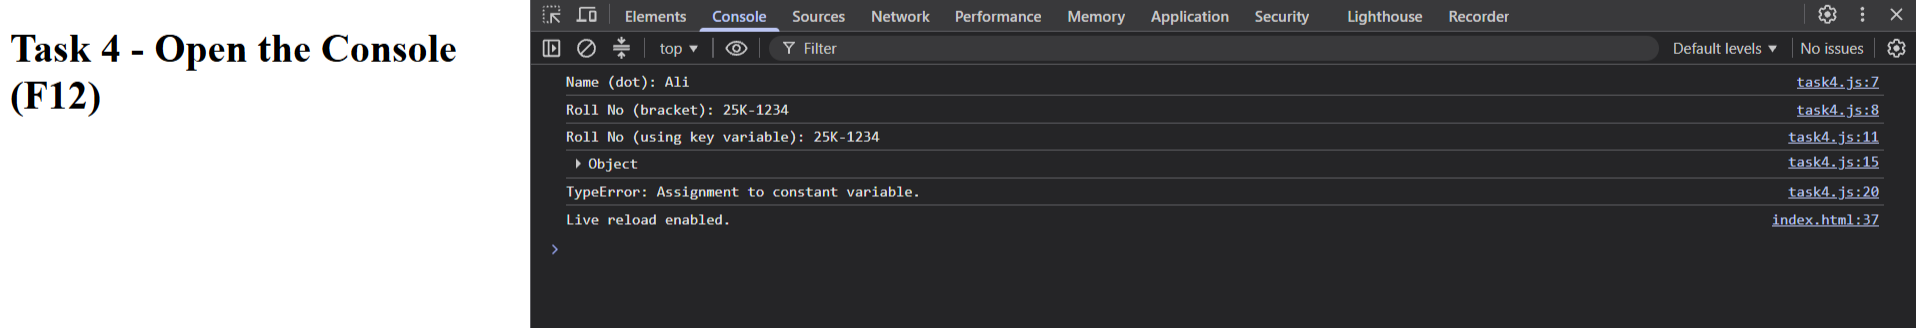 Task 4 - Open the Console
(F12)
Elements Console Sources Network Performance Memory Application Security Lighthouse Recorder
top Filter Default levels No issues
Name (dot): Ali task4.js:7
Roll No (bracket): 25K-1234 task4.js:8
Roll No (using key variable): 25K-1234 task4.js:11
Object task4.js:15
TypeError: Assignment to constant variable. task4.js:20
Live reload enabled. index.html:37